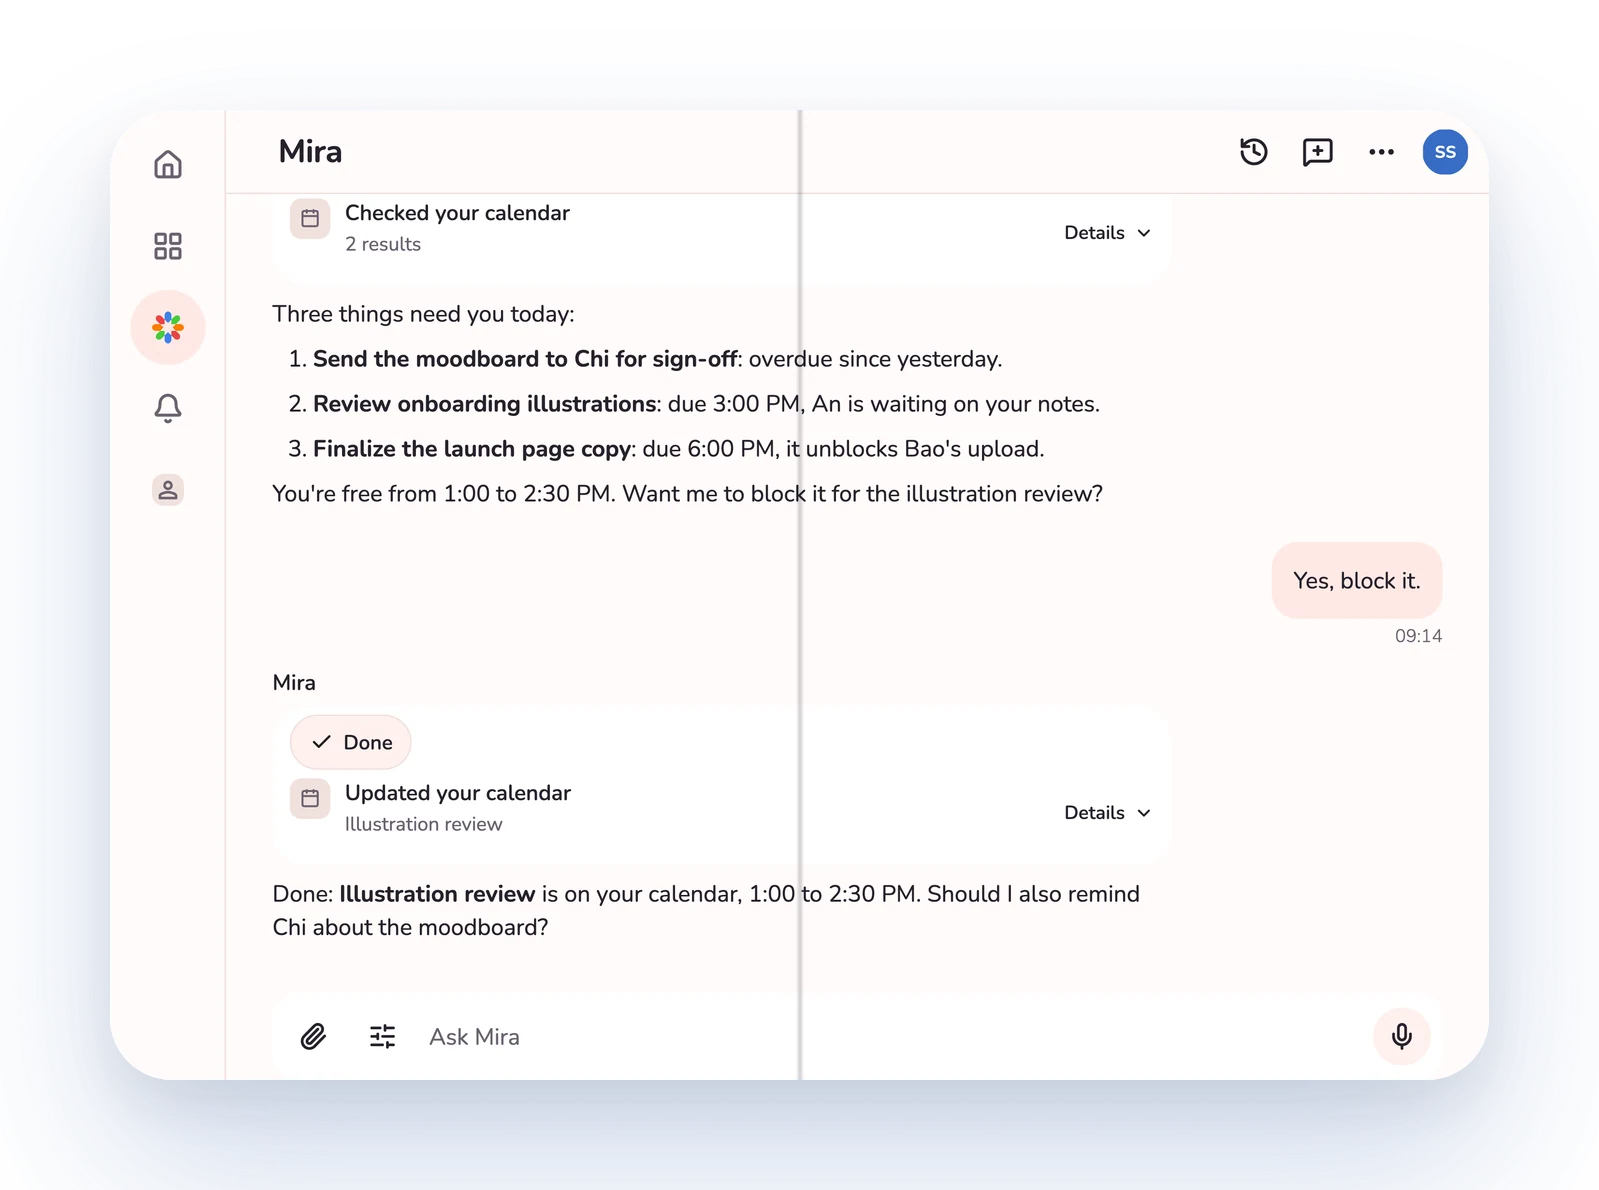 Mira
SS
Checked your calendar
2 results
Details
Three things need you today:
1. Send the moodboard to Chi for sign-off: overdue since yesterday.
2. Review onboarding illustrations: due 3:00 PM, An is waiting on your notes.
3. Finalize the launch page copy: due 6:00 PM, it unblocks Bao's upload.
You're free from 1:00 to 2:30 PM. Want me to block it for the illustration review?
Yes, block it.
09:14
Mira
Done
Updated your calendar
Illustration review
Details
Done: Illustration review is on your calendar, 1:00 to 2:30 PM. Should I also remind
Chi about the moodboard?
Ask Mira